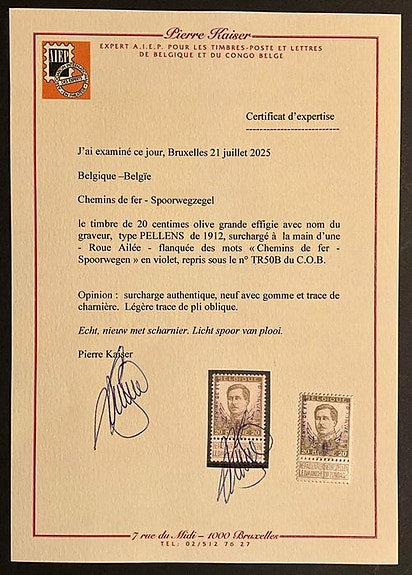 Pierre Kaiser
EXPERT A.I.E.P. POUR LES TIMBRES-POSTE ET LETTRES
DE BELGIQUE ET DU CONGO BELGE
AIEP
Certificat d'expertise
J'ai examiné ce jour, Bruxelles 21 juillet 2025
Belgique –Belgïe
Chemins de fer - Spoorwegzegel
le timbre de 20 centimes olive grande effigie avec nom du
graveur, type PELLENS de 1912, surchargé à la main d'une
- Roue Ailée - flanquée des mots « Chemins de fer -
Spoorwegen » en violet, repris sous le n° TR50B du C.O.B.
Opinion : surcharge authentique, neuf avec gomme et trace de
charnière. Légère trace de pli oblique.
Echt, nieuw met scharnier. Licht spoor van plooi.
Pierre Kaiser
BELGIQUE
20 20
BELGIQUE
20 20
7 rue du Midi – 1000 Bruxelles
TÉL: 02/512 76 27